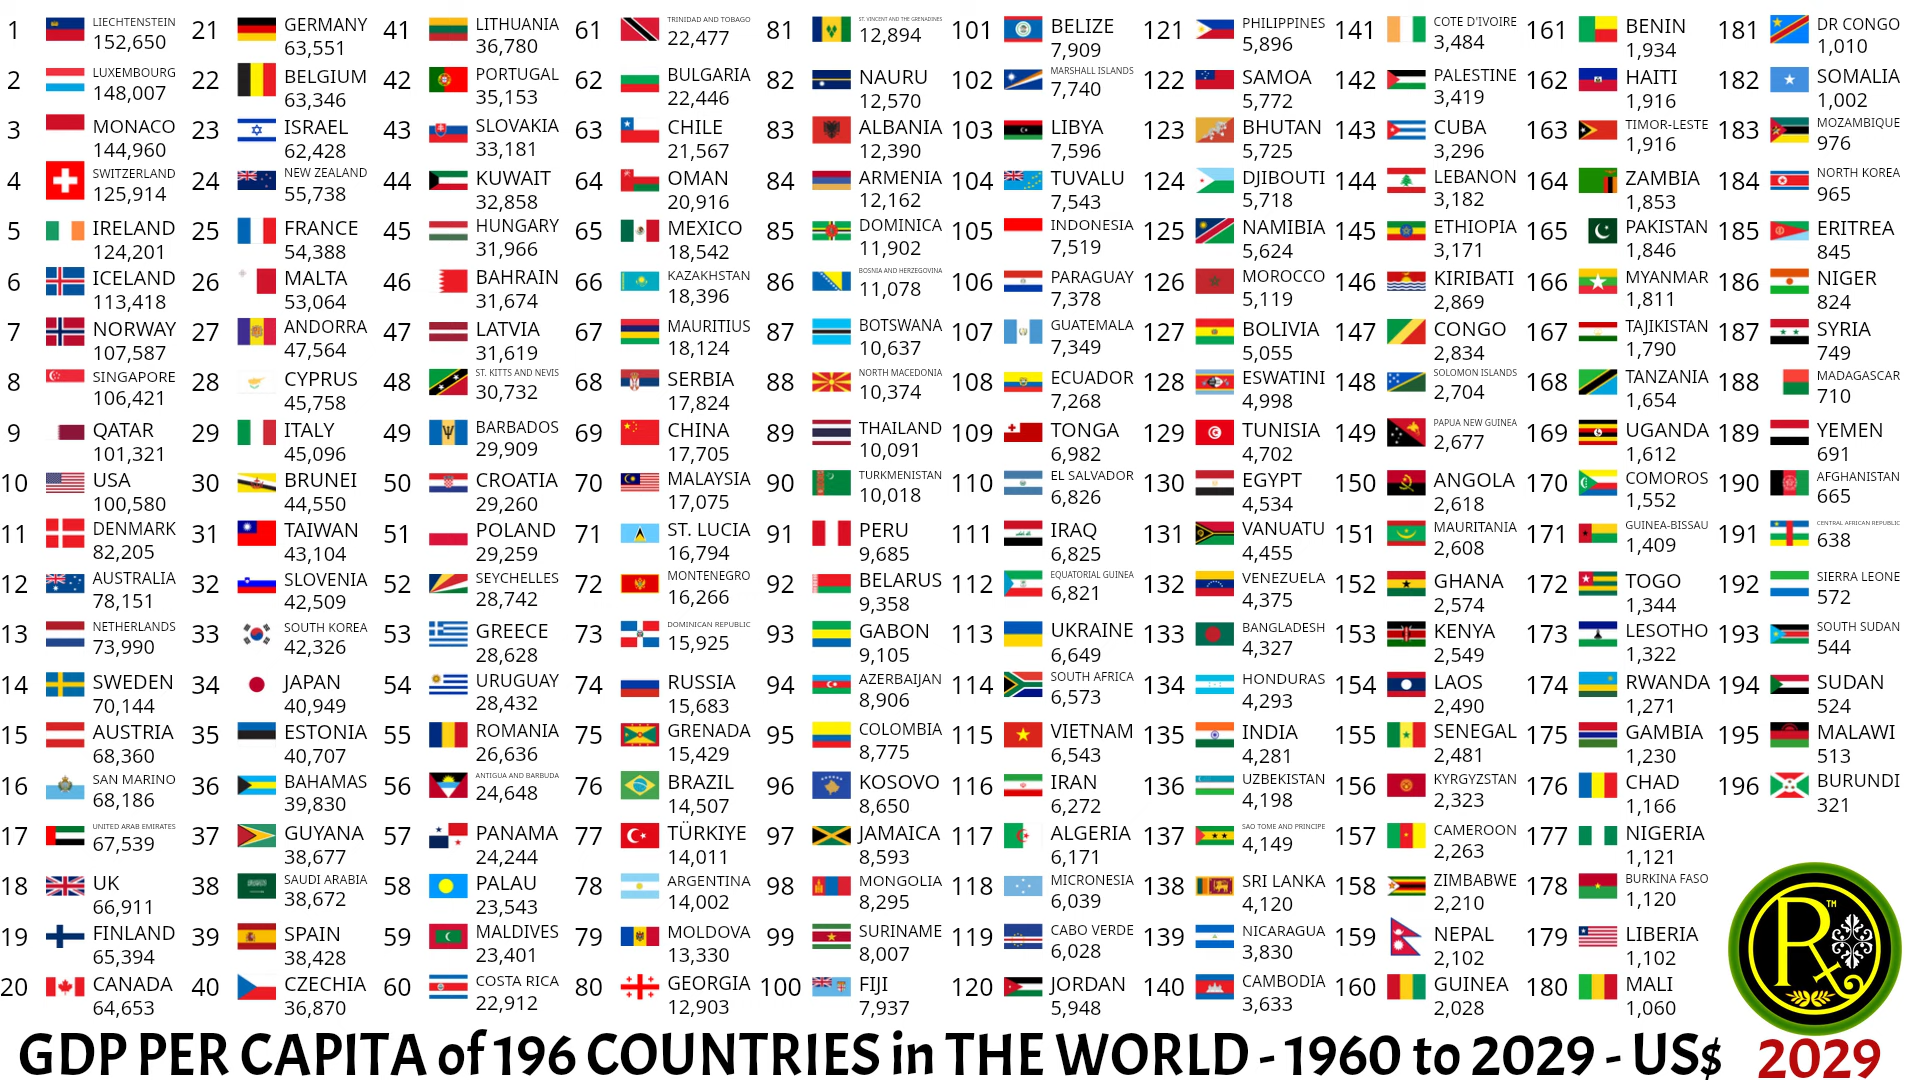 1 LIECHTENSTEIN 152,650
2 LUXEMBOURG 148,007
3 MONACO 144,960
4 SWITZERLAND 125,914
5 IRELAND 124,201
6 ICELAND 113,418
7 NORWAY 107,587
8 SINGAPORE 106,421
9 QATAR 101,321
10 USA 100,580
11 DENMARK 82,205
12 AUSTRALIA 78,151
13 NETHERLANDS 73,990
14 SWEDEN 70,144
15 AUSTRIA 68,360
16 SAN MARINO 68,186
17 UNITED ARAB EMIRATES 67,539
18 UK 66,911
19 FINLAND 65,394
20 CANADA 64,653
21 GERMANY 63,551
22 BELGIUM 63,346
23 ISRAEL 62,428
24 NEW ZEALAND 55,738
25 FRANCE 54,388
26 MALTA 53,064
27 ANDORRA 47,564
28 CYPRUS 45,758
29 ITALY 45,096
30 BRUNEI 44,550
31 TAIWAN 43,104
32 SLOVENIA 42,509
33 SOUTH KOREA 42,326
34 JAPAN 40,949
35 ESTONIA 40,707
36 BAHAMAS 39,830
37 GUYANA 38,677
38 SAUDI ARABIA 38,672
39 SPAIN 38,428
40 CZECHIA 36,870
41 LITHUANIA 36,780
42 PORTUGAL 35,153
43 SLOVAKIA 33,181
44 KUWAIT 32,858
45 HUNGARY 31,966
46 BAHRAIN 31,674
47 LATVIA 31,619
48 ST. KITTS AND NEVIS 30,732
49 BARBADOS 29,909
50 CROATIA 29,260
51 POLAND 29,259
52 SEYCHELLES 28,742
53 GREECE 28,628
54 URUGUAY 28,432
55 ROMANIA 26,636
56 ANTIGUA AND BARBUDA 24,648
57 PANAMA 24,244
58 PALAU 23,543
59 MALDIVES 23,401
60 COSTA RICA 22,912
61 TRINIDAD AND TOBAGO 22,477
62 BULGARIA 22,446
63 CHILE 21,567
64 OMAN 20,916
65 MEXICO 18,542
66 KAZAKHSTAN 18,396
67 MAURITIUS 18,124
68 SERBIA 17,824
69 CHINA 17,705
70 MALAYSIA 17,075
71 ST. LUCIA 16,794
72 MONTENEGRO 16,266
73 DOMINICAN REPUBLIC 15,925
74 RUSSIA 15,683
75 GRENADA 15,429
76 BRAZIL 14,507
77 TÜRKIYE 14,011
78 ARGENTINA 14,002
79 MOLDOVA 13,330
80 GEORGIA 12,903
81 ST. VINCENT AND THE GRENADINES 12,894
82 NAURU 12,570
83 ALBANIA 12,390
84 ARMENIA 12,162
85 DOMINICA 11,902
86 BOSNIA AND HERZEGOVINA 11,078
87 BOTSWANA 10,637
88 NORTH MACEDONIA 10,374
89 THAILAND 10,091
90 TURKMENISTAN 10,018
91 PERU 9,685
92 BELARUS 9,358
93 GABON 9,105
94 AZERBAIJAN 8,906
95 COLOMBIA 8,775
96 KOSOVO 8,650
97 JAMAICA 8,593
98 MONGOLIA 8,295
99 SURINAME 8,007
100 FIJI 7,937
101 BELIZE 7,909
102 MARSHALL ISLANDS 7,740
103 LIBYA 7,596
104 TUVALU 7,543
105 INDONESIA 7,519
106 PARAGUAY 7,378
107 GUATEMALA 7,349
108 ECUADOR 7,268
109 TONGA 6,982
110 EL SALVADOR 6,826
111 IRAQ 6,825
112 EQUATORIAL GUINEA 6,821
113 UKRAINE 6,649
114 SOUTH AFRICA 6,573
115 VIETNAM 6,543
116 IRAN 6,272
117 ALGERIA 6,171
118 MICRONESIA 6,039
119 CABO VERDE 6,028
120 JORDAN 5,948
121 PHILIPPINES 5,896
122 SAMOA 5,772
123 BHUTAN 5,725
124 DJIBOUTI 5,718
125 NAMIBIA 5,624
126 MOROCCO 5,119
127 BOLIVIA 5,055
128 ESWATINI 4,998
129 TUNISIA 4,702
130 EGYPT 4,534
131 VANUATU 4,455
132 VENEZUELA 4,375
133 BANGLADESH 4,327
134 HONDURAS 4,293
135 INDIA 4,281
136 UZBEKISTAN 4,198
137 SAO TOME AND PRINCIPE 4,149
138 SRI LANKA 4,120
139 NICARAGUA 3,830
140 CAMBODIA 3,633
141 COTE D'IVOIRE 3,484
142 PALESTINE 3,419
143 CUBA 3,296
144 LEBANON 3,182
145 ETHIOPIA 3,171
146 KIRIBATI 2,869
147 CONGO 2,834
148 SOLOMON ISLANDS 2,704
149 PAPUA NEW GUINEA 2,677
150 ANGOLA 2,618
151 MAURITANIA 2,608
152 GHANA 2,574
153 KENYA 2,549
154 LAOS 2,490
155 SENEGAL 2,481
156 KYRGYZSTAN 2,323
157 CAMEROON 2,263
158 ZIMBABWE 2,210
159 NEPAL 2,102
160 GUINEA 2,028
161 BENIN 1,934
162 HAITI 1,916
163 TIMOR-LESTE 1,916
164 ZAMBIA 1,853
165 PAKISTAN 1,846
166 MYANMAR 1,811
167 TAJIKISTAN 1,790
168 TANZANIA 1,654
169 UGANDA 1,612
170 COMOROS 1,552
171 GUINEA-BISSAU 1,409
172 TOGO 1,344
173 LESOTHO 1,322
174 RWANDA 1,271
175 GAMBIA 1,230
176 CHAD 1,166
177 NIGERIA 1,121
178 BURKINA FASO 1,120
179 LIBERIA 1,102
180 MALI 1,060
181 DR CONGO 1,010
182 SOMALIA 1,002
183 MOZAMBIQUE 976
184 NORTH KOREA 965
185 ERITREA 845
186 NIGER 824
187 SYRIA 749
188 MADAGASCAR 710
189 YEMEN 691
190 AFGHANISTAN 665
191 CENTRAL AFRICAN REPUBLIC 638
192 SIERRA LEONE 572
193 SOUTH SUDAN 544
194 SUDAN 524
195 MALAWI 513
196 BURUNDI 321
Rx TM
GDP PER CAPITA of 196 COUNTRIES in THE WORLD - 1960 to 2029 - US$ 2029